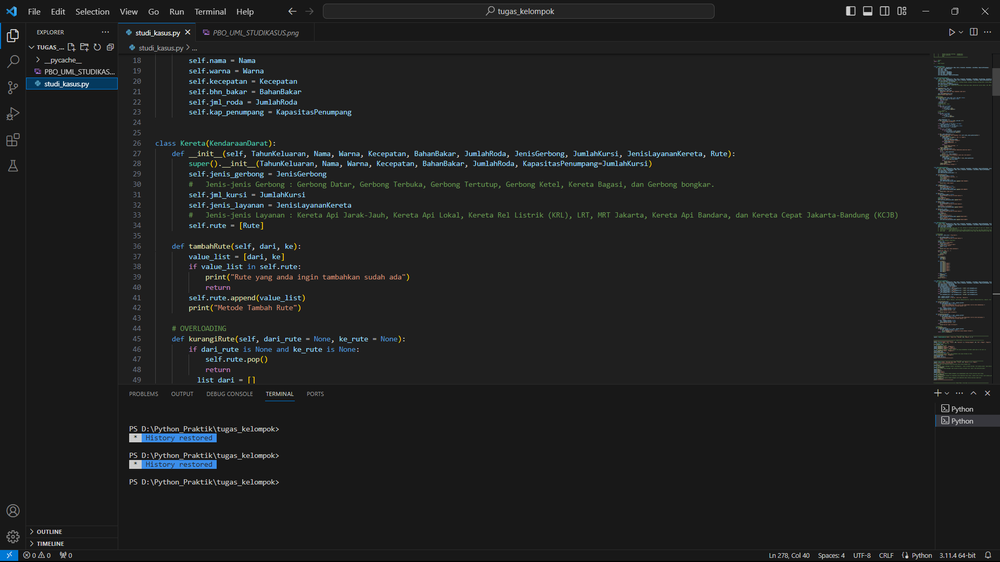 File Edit Selection View Go Run Terminal Help
tugas_kelompok
EXPLORER
studi_kasus.py
PBO_UML_STUDIKASUS.png
TUGAS_...
studi_kasus.py > ...
__pycache__
PBO_UML_STUDIKAS...
studi_kasus.py
18 self.nama = Nama
19 self.warna = Warna
20 self.kecepatan = Kecepatan
21 self.bhn_bakar = BahanBakar
22 self.jml_roda = JumlahRoda
23 self.kap_penumpang = KapasitasPenumpang
24
25
26 class Kereta(KendaraanDarat):
27 def __init__(self, TahunKeluaran, Nama, Warna, Kecepatan, BahanBakar, JumlahRoda, JenisGerbong, JumlahKursi, JenisLayananKereta, Rute):
28 super().__init__(TahunKeluaran, Nama, Warna, Kecepatan, BahanBakar, JumlahRoda, KapasitasPenumpang=JumlahKursi)
29 self.jenis_gerbong = JenisGerbong
30 # Jenis-jenis Gerbong : Gerbong Datar, Gerbong Terbuka, Gerbong Tertutup, Gerbong Ketel, Kereta Bagasi, dan Gerbong bongkar.
31 self.jml_kursi = JumlahKursi
32 self.jenis_layanan = JenisLayananKereta
33 # Jenis-jenis Layanan : Kereta Api Jarak-Jauh, Kereta Api Lokal, Kereta Rel Listrik (KRL), LRT, MRT Jakarta, Kereta Api Bandara, dan Kereta Cepat Jakarta-Bandung (KCJB)
34 self.rute = [Rute]
35
36 def tambahRute(self, dari, ke):
37 value_list = [dari, ke]
38 if value_list in self.rute:
39 print("Rute yang anda ingin tambahkan sudah ada")
40 return
41 self.rute.append(value_list)
42 print("Metode Tambah Rute")
43
44 # OVERLOADING
45 def kurangiRute(self, dari_rute = None, ke_rute = None):
46 if dari_rute is None and ke_rute is None:
47 self.rute.pop()
48 return
49 list_dari = []
PROBLEMS OUTPUT DEBUG CONSOLE TERMINAL PORTS
PS D:\Python_Praktik\tugas_kelompok>
* History restored
PS D:\Python_Praktik\tugas_kelompok>
* History restored
PS D:\Python_Praktik\tugas_kelompok>
Python
Python
OUTLINE
TIMELINE
0 0 0
Ln 278, Col 40 Spaces: 4 UTF-8 CRLF Python 3.11.4 64-bit